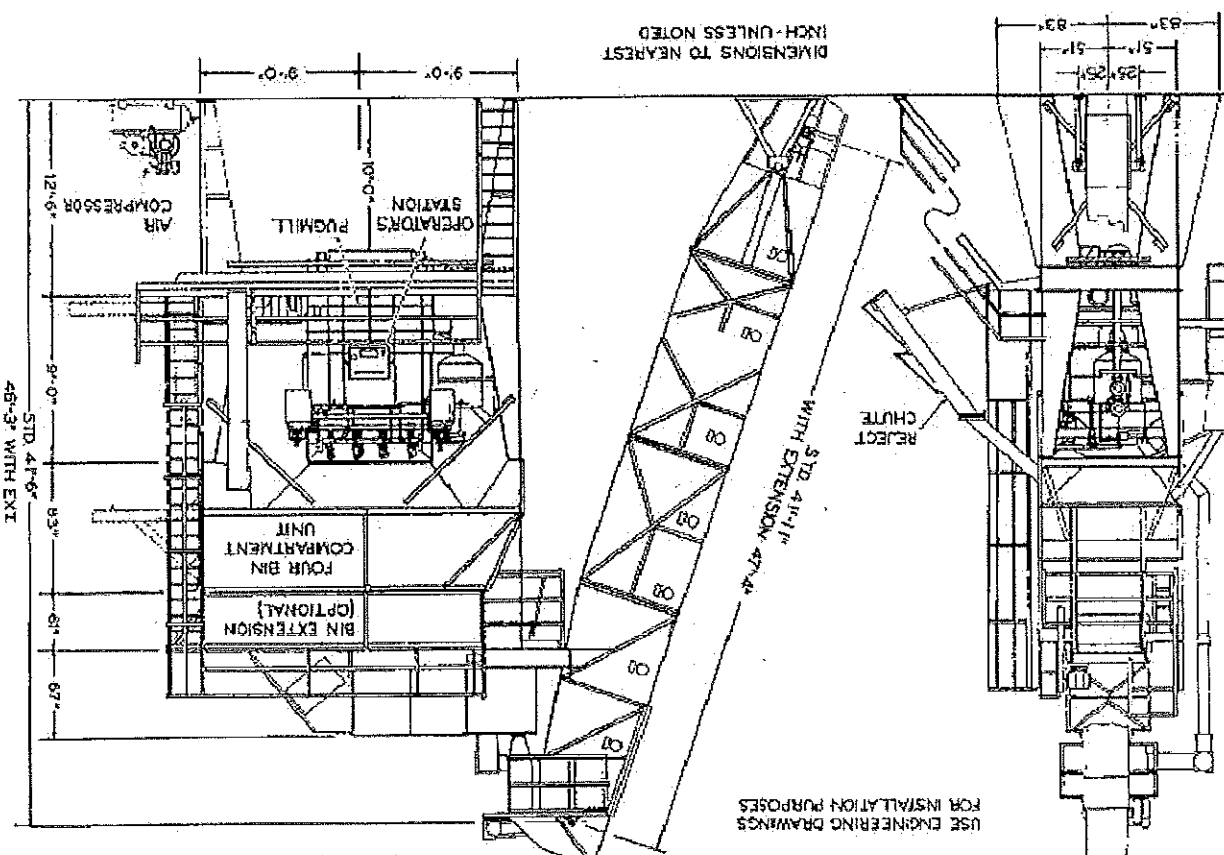 USE ENGINEERING DRAWINGS
FOR INSTALLATION PURPOSES
67"
BIN EXTENSION
(OPTIONAL)
61"
FOUR BIN
COMPARTMENT
UNIT
83"
STD. 41'-6"
46'-3" WITH EXT.
9'-0"
STD. 41'-11"
WITH EXTENSION 47'-4"
REJECT
CHUTE
OPERATOR'S
STATION
PUGMILL
AIR
COMPRESSOR
10'-0"
12'-6"
9'-0"
9'-0"
25"
25"
51"
51"
83"
83"
DIMENSIONS TO NEAREST
INCH - UNLESS NOTED